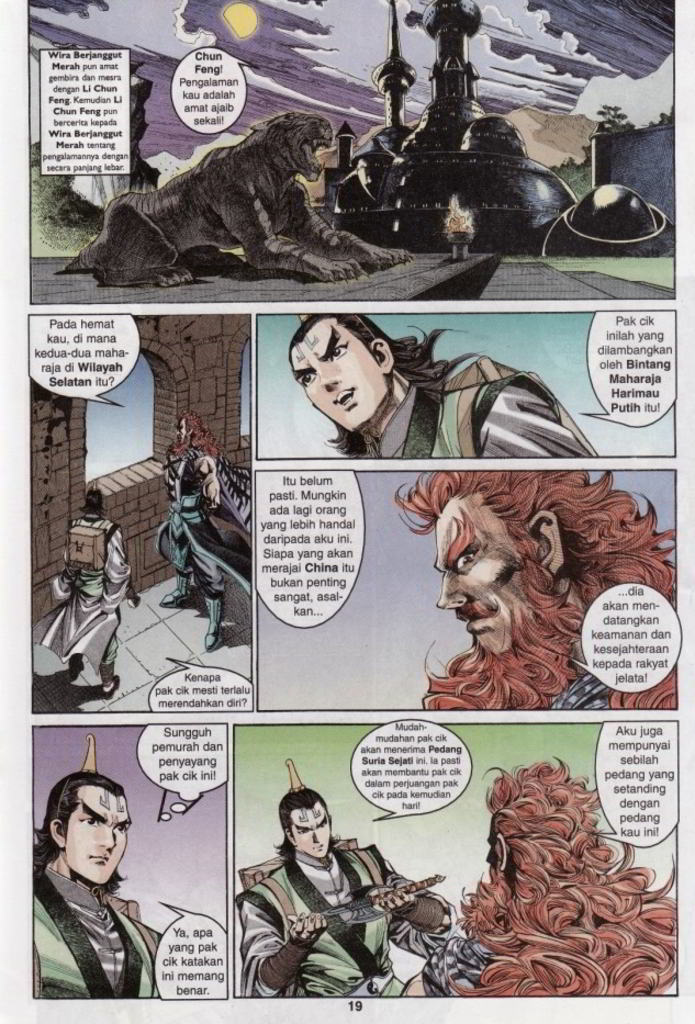 Wira Berjanggut
Merah pun amat
gembira dan mesra
dengan Li Chun
Feng. Kemudian Li
Chun Feng pun
bercerita kepada
Wira Berjanggut
Merah tentang
pengalamannya dengan
secara panjang lebar.
Chun
Feng!
Pengalaman
kau adalah
amat ajaib
sekali!
Pada hemat
kau, di mana
kedua-dua maha-
raja di Wilayah
Selatan itu?
Pak cik
inilah yang
dilambangkan
oleh Bintang
Maharaja
Harimau
Putih itu!
Kenapa
pak cik mesti terlalu
merendahkan diri?
Itu belum
pasti. Mungkin
ada lagi orang
yang lebih handal
daripada aku ini.
Siapa yang akan
merajai China itu
bukan penting
sangat, asal-
kan...
...dia
akan men-
datangkan
keamanan dan
kesejahteraan
kepada rakyat
jelata!
Sungguh
pemurah dan
penyayang
pak cik ini!
Ya, apa
yang pak cik
katakan
ini memang
benar.
Mudah-
mudahan pak cik
akan menerima Pedang
Suria Sejati ini. Ia pasti
akan membantu pak cik
dalam perjuangan pak
cik pada kemudian
hari!
Aku juga
mempunyai
sebilah
pedang yang
setanding
dengan
pedang
kau ini!
19